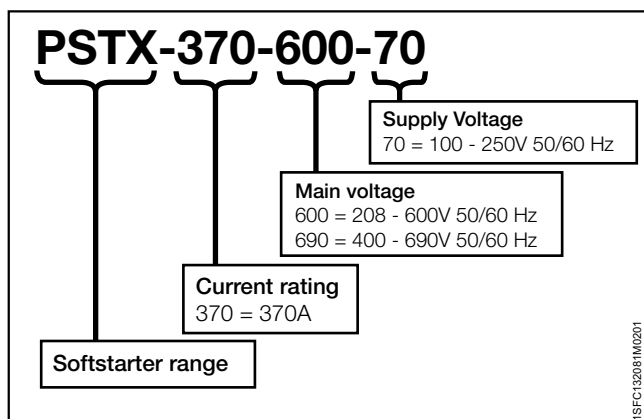 PSTX-370-600-70
Supply Voltage
70 = 100 - 250V 50/60 Hz
Main voltage
600 = 208 - 600V 50/60 Hz
690 = 400 - 690V 50/60 Hz
Current rating
370 = 370A
Softstarter range
1SFC132081M0201